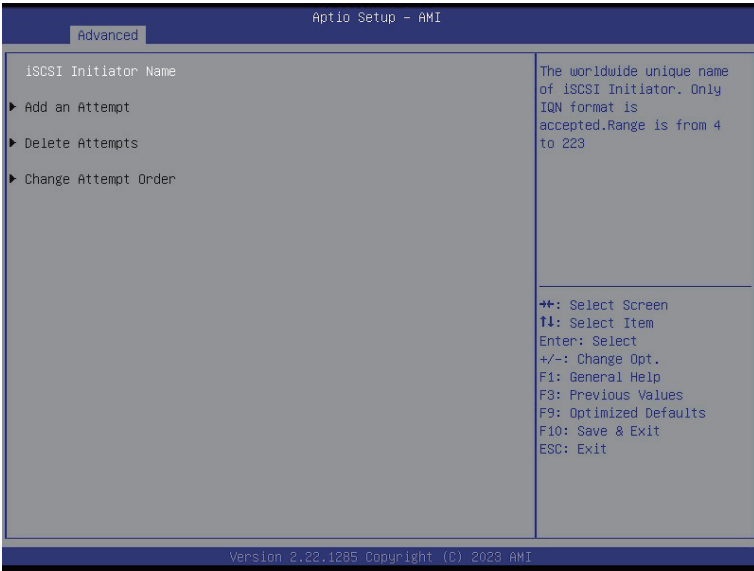 Aptio Setup – AMI
Advanced
iSCSI Initiator Name
Add an Attempt
Delete Attempts
Change Attempt Order
The worldwide unique name
of iSCSI Initiator. Only
IQN format is
accepted.Range is from 4
to 223
→←: Select Screen
↑↓: Select Item
Enter: Select
+/-: Change Opt.
F1: General Help
F3: Previous Values
F9: Optimized Defaults
F10: Save & Exit
ESC: Exit
Version 2.22.1285 Copyright (C) 2023 AMI